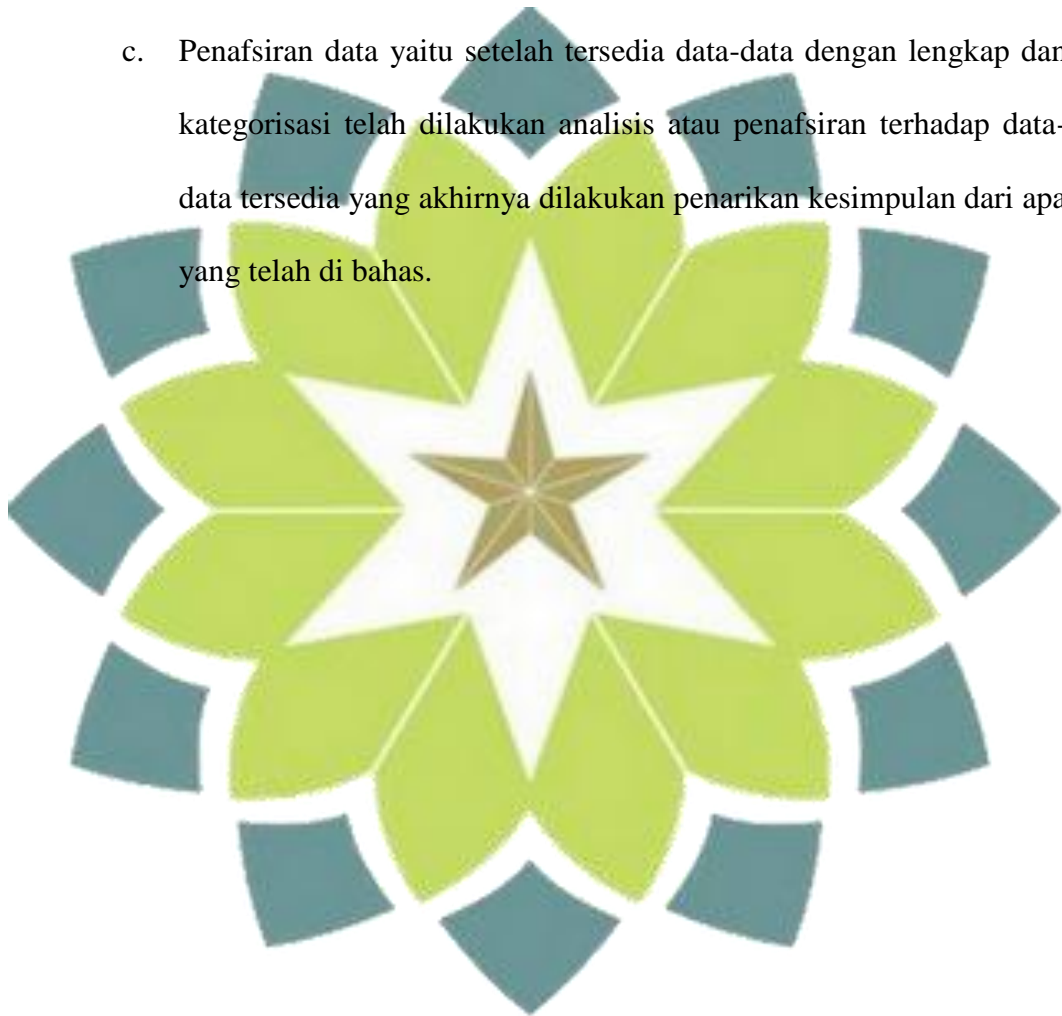 c. Penafsiran data yaitu setelah tersedia data-data dengan lengkap dan
kategorisasi telah dilakukan analisis atau penafsiran terhadap data-
data tersedia yang akhirnya dilakukan penarikan kesimpulan dari apa
yang telah di bahas.